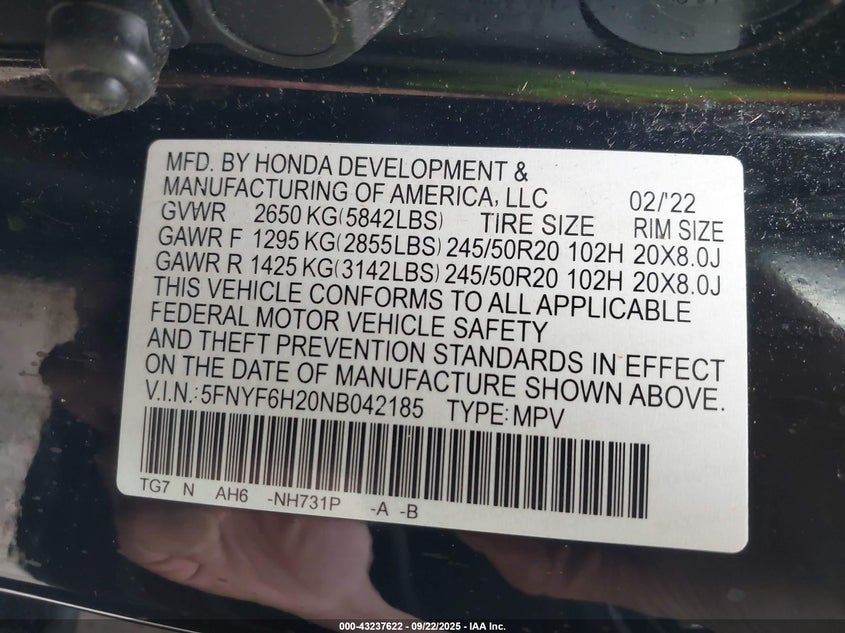 MFD. BY HONDA DEVELOPMENT &
MANUFACTURING OF AMERICA, LLC 02/'22
GVWR 2650 KG(5842LBS) TIRE SIZE RIM SIZE
GAWR F 1295 KG(2855LBS) 245/50R20 102H 20X8.0J
GAWR R 1425 KG(3142LBS) 245/50R20 102H 20X8.0J
THIS VEHICLE CONFORMS TO ALL APPLICABLE
FEDERAL MOTOR VEHICLE SAFETY
AND THEFT PREVENTION STANDARDS IN EFFECT
ON THE DATE OF MANUFACTURE SHOWN ABOVE.
V.I.N.: 5FNYF6H20NB042185 TYPE: MPV
TG7 N AH6 -NH731P -A -B
000-43237622 - 09/22/2025 - IAA Inc.